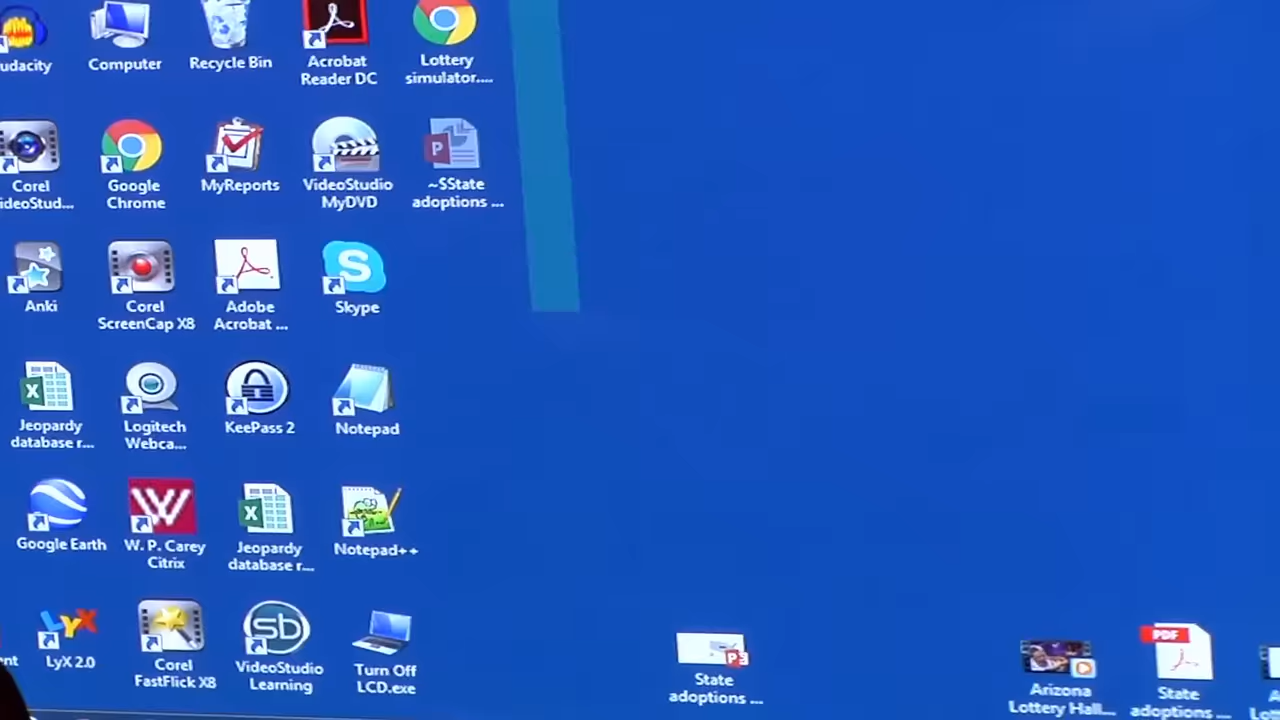 udacity
Computer
Recycle Bin
Acrobat
Reader DC
Lottery
simulator....
Corel
ideoStud...
Google
Chrome
MyReports
VideoStudio
MyDVD
P
~$State
adoptions ...
Anki
Corel
ScreenCap X8
Adobe
Acrobat ...
S
Skype
X
Jeopardy
database r...
Logitech
Webca...
KeePass 2
Notepad
Google Earth
W
W. P. Carey
Citrix
X
Jeopardy
database r...
Notepad++
nt
LyX
LyX 2.0
Corel
FastFlick X8
sb
VideoStudio
Learning
Turn Off
LCD.exe
State
adoptions ...
Arizona
Lottery Hall...
PDF
State
adoptions ...